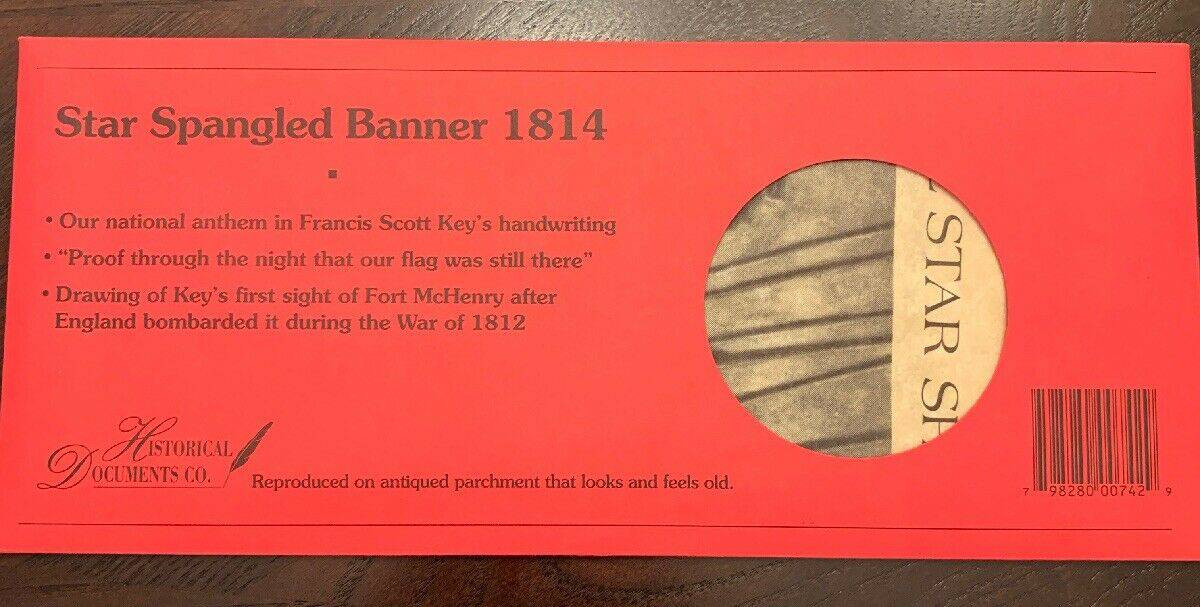 Star Spangled Banner 1814
• Our national anthem in Francis Scott Key's handwriting
• "Proof through the night that our flag was still there"
• Drawing of Key's first sight of Fort McHenry after
England bombarded it during the War of 1812
STAR
Historical
Documents Co.
Reproduced on antiqued parchment that looks and feels old.
7 98280 00742 9